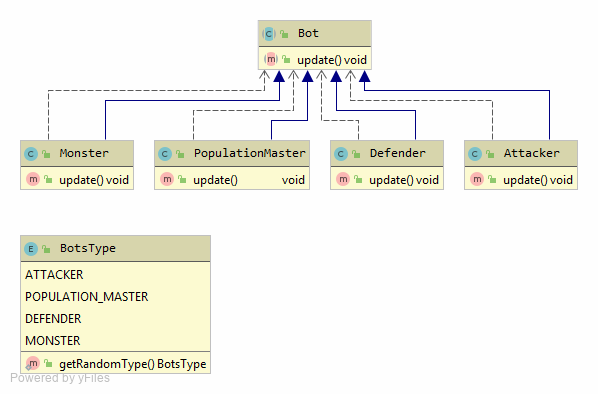 Bot
update() void
Monster
update() void
PopulationMaster
update() void
Defender
update() void
Attacker
update() void
BotsType
ATTACKER
POPULATION_MASTER
DEFENDER
MONSTER
getRandomType() BotsType
Powered by yFiles